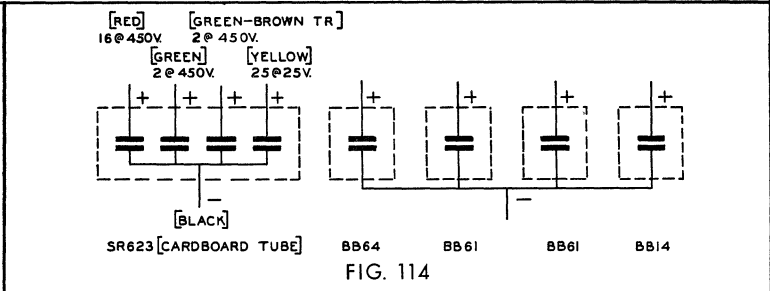 [RED] [GREEN-BROWN TR]
16@450V. 2@450V.
[GREEN] [YELLOW]
2@450V. 25@25V.
+ + + + + + + +
− −
[BLACK]
SR623[CARDBOARD TUBE] BB64 BB61 BB61 BB14
FIG. 114